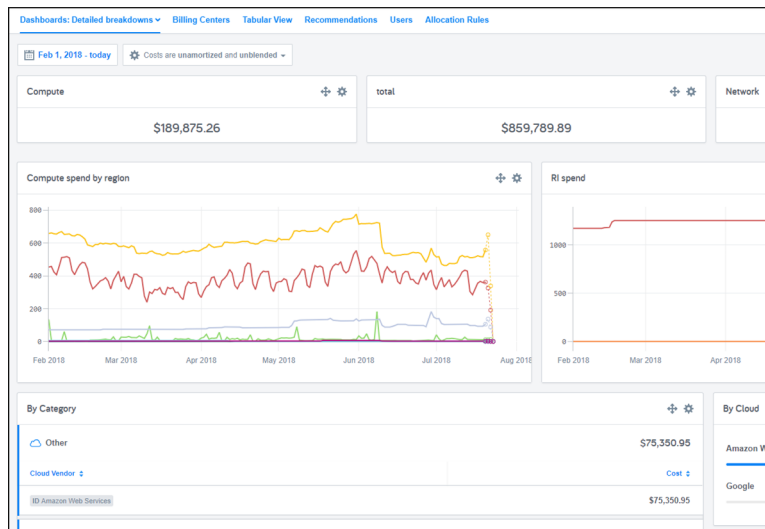 Dashboards: Detailed breakdowns Billing Centers Tabular View Recommendations Users Allocation Rules
Feb 1, 2018 - today Costs are unamortized and unblended
Compute total Network
$189,875.26 $859,789.89
Compute spend by region RI spend
800
600
400
200
0
Feb 2018 Mar 2018 Apr 2018 May 2018 Jun 2018 Jul 2018 Aug 2018
1000
500
0
Feb 2018 Mar 2018 Apr 2018
By Category By Cloud
Other $75,350.95
Cloud Vendor Cost
ID Amazon Web Services $75,350.95
Amazon W
Google